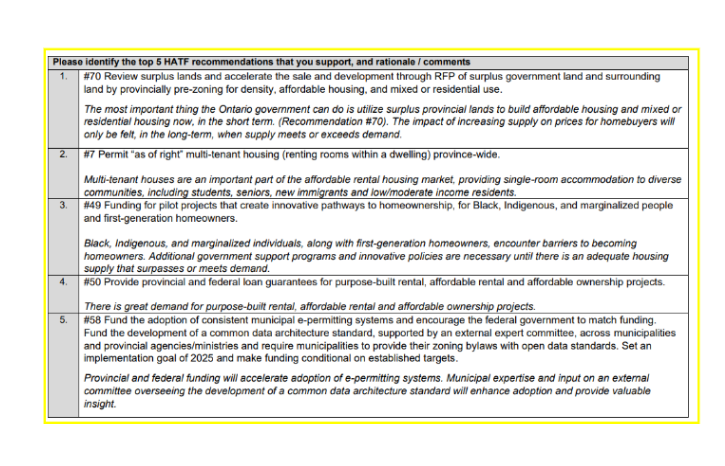 Please identify the top 5 HATF recommendations that you support, and rationale / comments
1. #70 Review surplus lands and accelerate the sale and development through RFP of surplus government land and surrounding
land by provincially pre-zoning for density, affordable housing, and mixed or residential use.
The most important thing the Ontario government can do is utilize surplus provincial lands to build affordable housing and mixed or
residential housing now, in the short term. (Recommendation #70). The impact of increasing supply on prices for homebuyers will
only be felt, in the long-term, when supply meets or exceeds demand.
2. #7 Permit "as of right" multi-tenant housing (renting rooms within a dwelling) province-wide.
Multi-tenant houses are an important part of the affordable rental housing market, providing single-room accommodation to diverse
communities, including students, seniors, new immigrants and low/moderate income residents.
3. #49 Funding for pilot projects that create innovative pathways to homeownership, for Black, Indigenous, and marginalized people
and first-generation homeowners.
Black, Indigenous, and marginalized individuals, along with first-generation homeowners, encounter barriers to becoming
homeowners. Additional government support programs and innovative policies are necessary until there is an adequate housing
supply that surpasses or meets demand.
4. #50 Provide provincial and federal loan guarantees for purpose-built rental, affordable rental and affordable ownership projects.
There is great demand for purpose-built rental, affordable rental and affordable ownership projects.
5. #58 Fund the adoption of consistent municipal e-permitting systems and encourage the federal government to match funding.
Fund the development of a common data architecture standard, supported by an external expert committee, across municipalities
and provincial agencies/ministries and require municipalities to provide their zoning bylaws with open data standards. Set an
implementation goal of 2025 and make funding conditional on established targets.
Provincial and federal funding will accelerate adoption of e-permitting systems. Municipal expertise and input on an external
committee overseeing the development of a common data architecture standard will enhance adoption and provide valuable
insight.